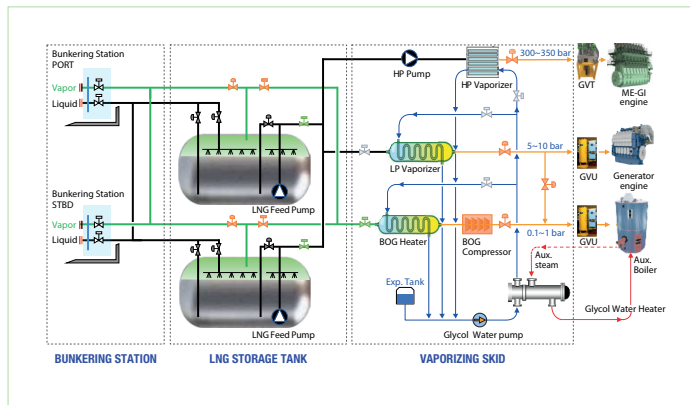 Bunkering Station
PORT
Vapor
Liquid
Bunkering Station
STBD
Vapor
Liquid
LNG Feed Pump
LNG Feed Pump
HP Pump
HP Vaporizer
300~350 bar
GVT
ME-GI
engine
LP Vaporizer
5~10 bar
GVU
Generator
engine
BOG Heater
BOG
Compressor
0.1~1 bar
GVU
Aux.
steam
Aux.
Boiler
Exp. Tank
Glycol Water pump
Glycol Water Heater
BUNKERING STATION
LNG STORAGE TANK
VAPORIZING SKID